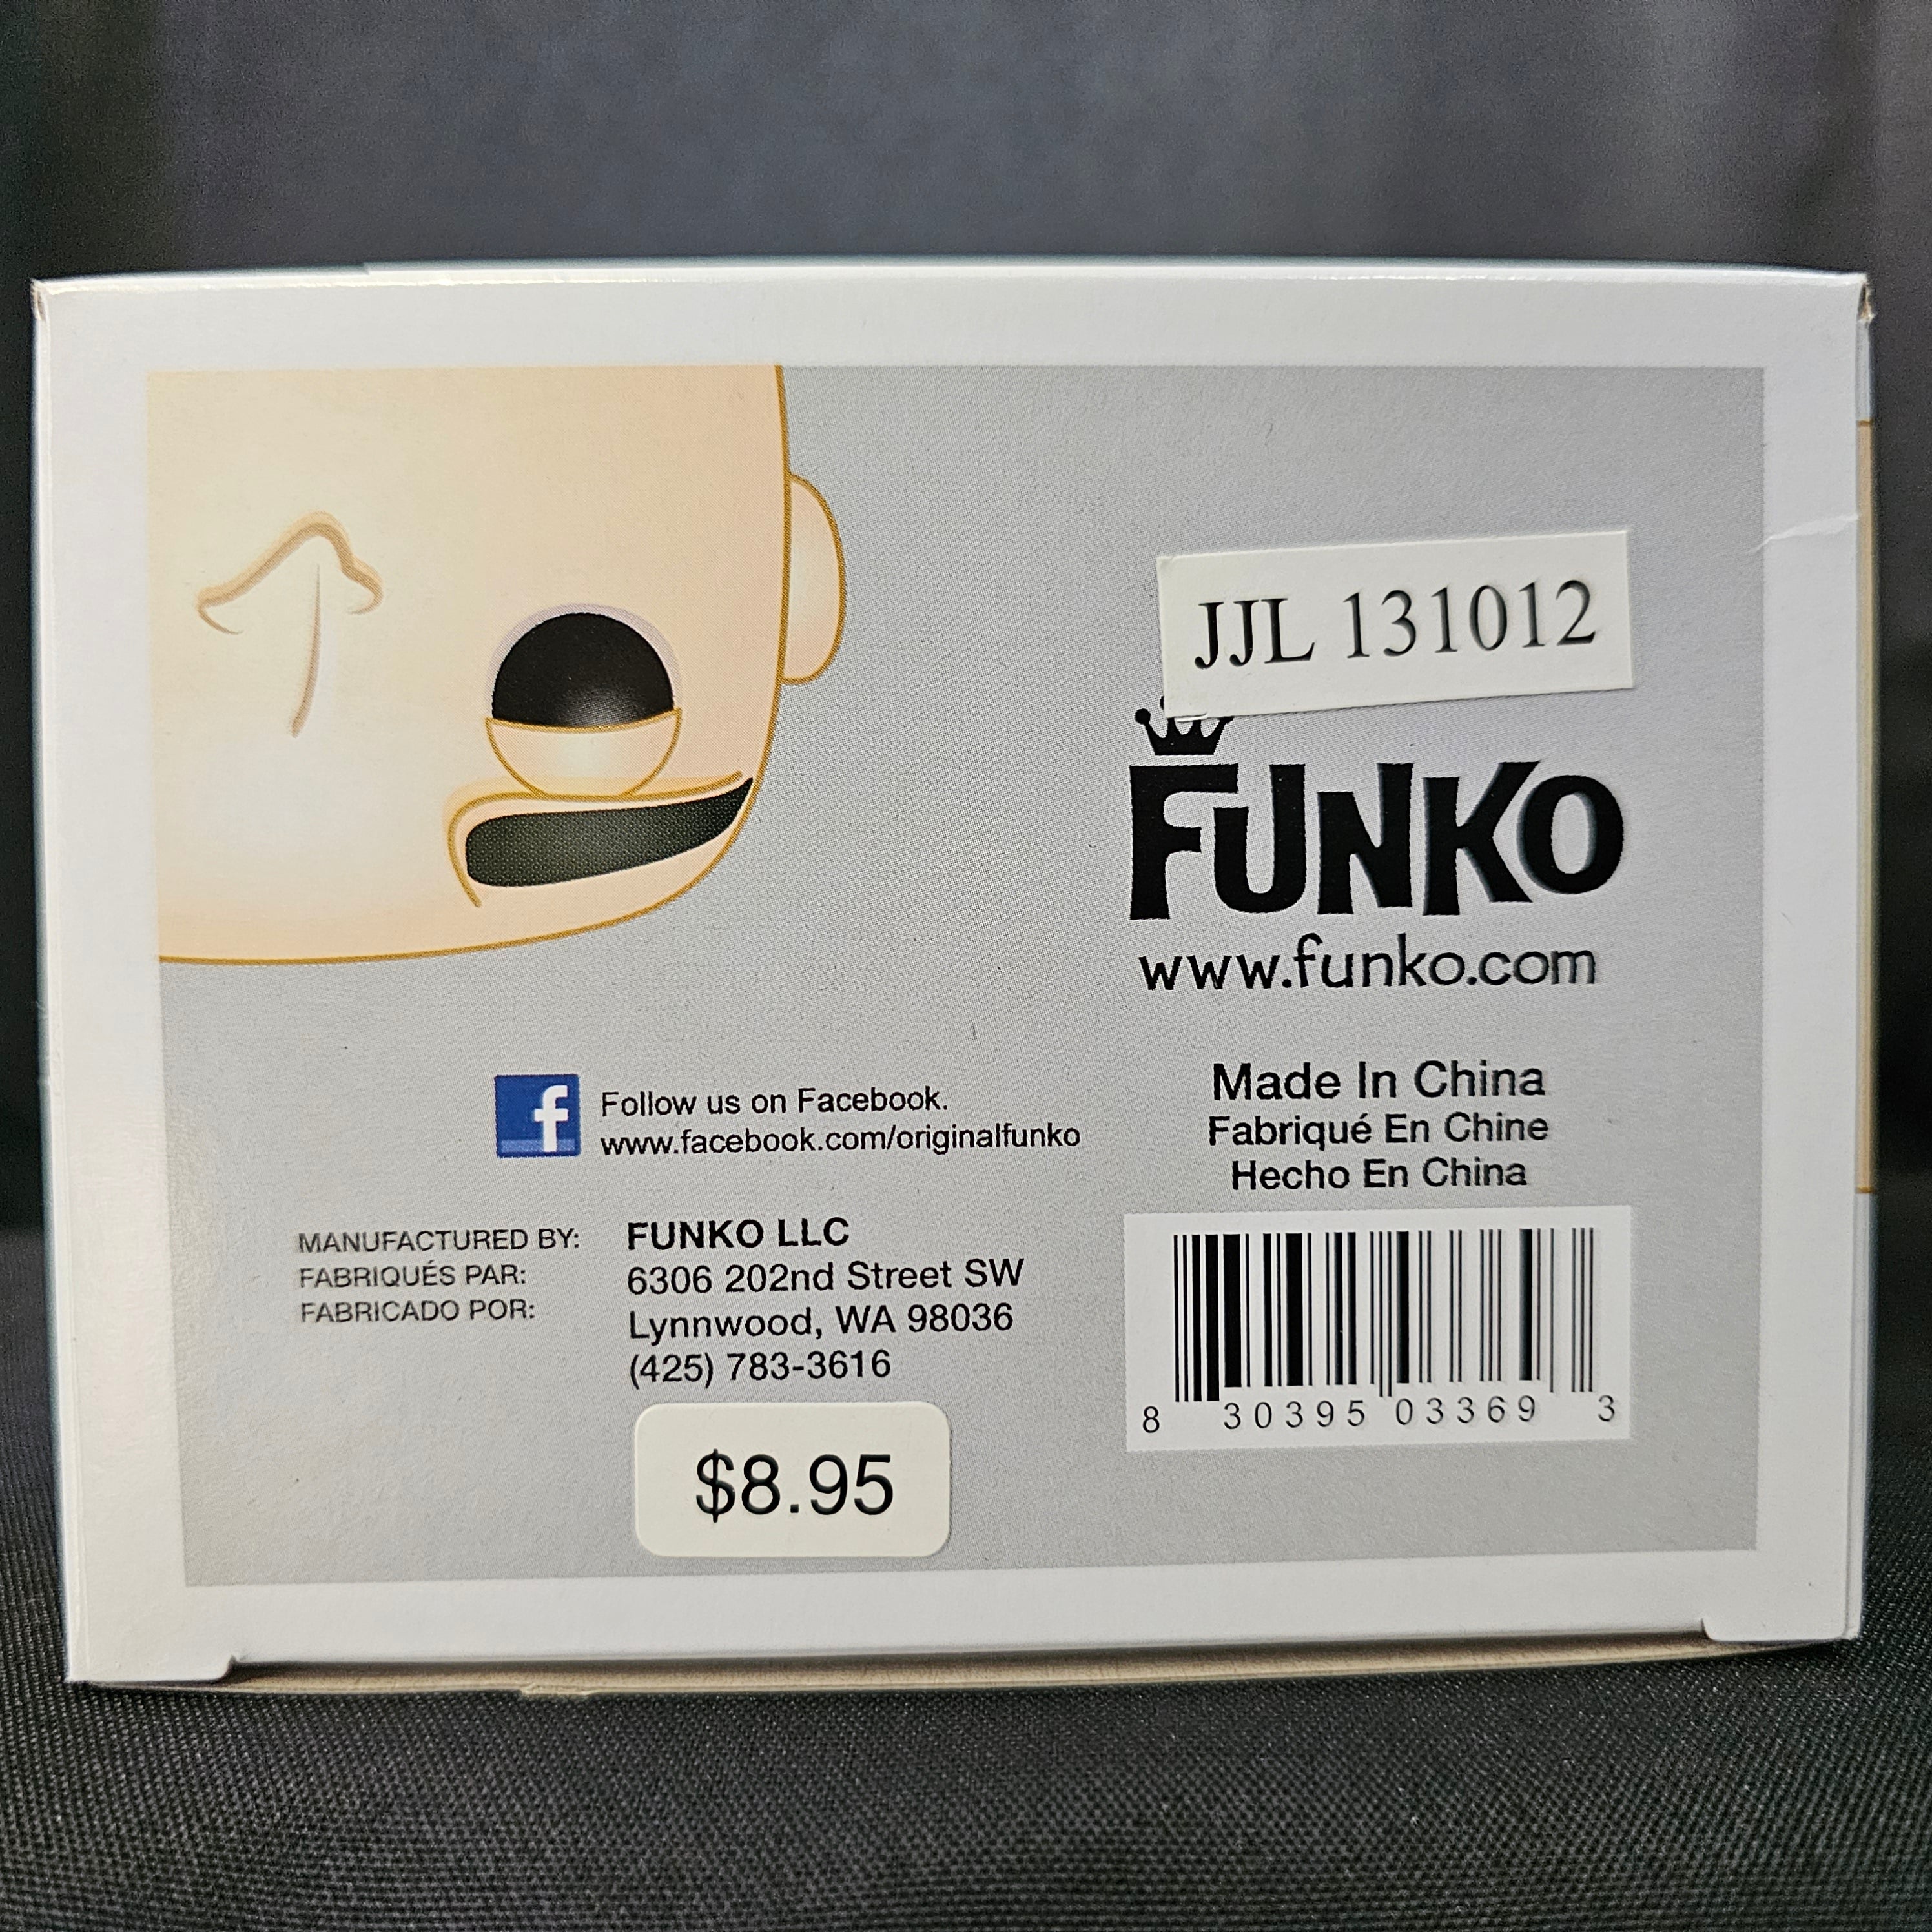 JJL 131012
FUNKO
www.funko.com
f
Follow us on Facebook.
www.facebook.com/originalfunko
Made In China
Fabriqué En Chine
Hecho En China
MANUFACTURED BY:
FABRIQUÉS PAR:
FABRICADO POR:
FUNKO LLC
6306 202nd Street SW
Lynnwood, WA 98036
(425) 783-3616
8 30395 03369 3
$8.95